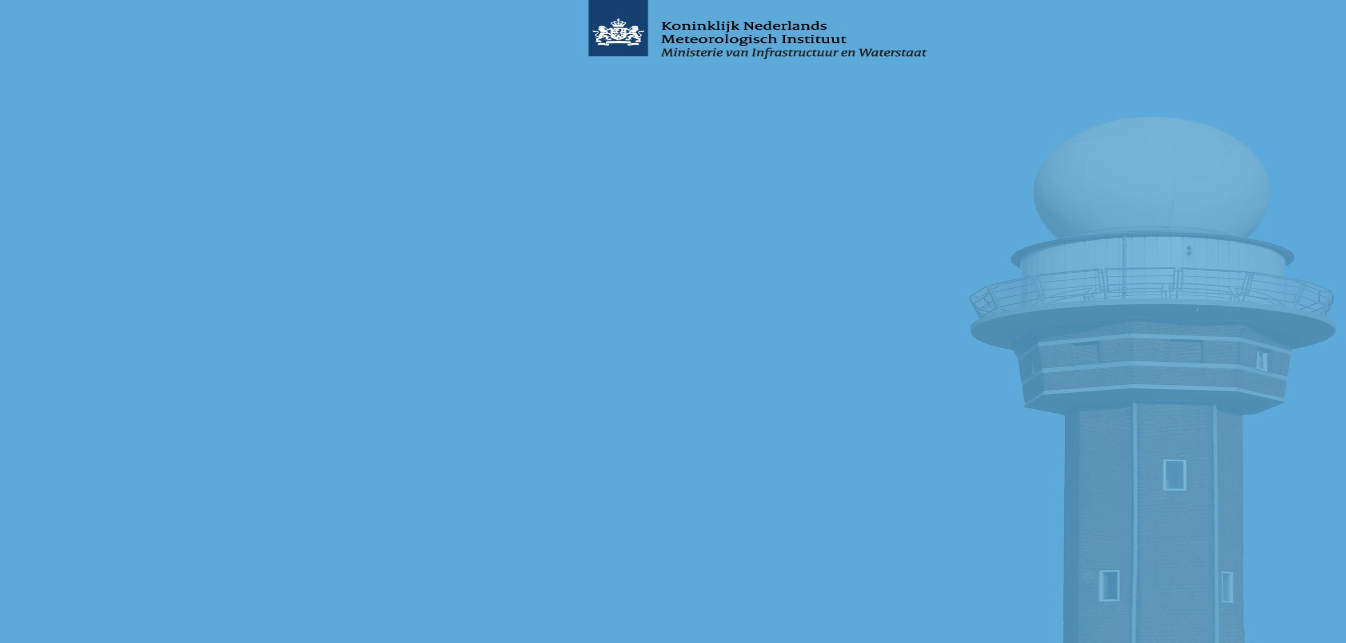 Koninklijk Nederlands
Meteorologisch Instituut
Ministerie van Infrastructuur en Waterstaat